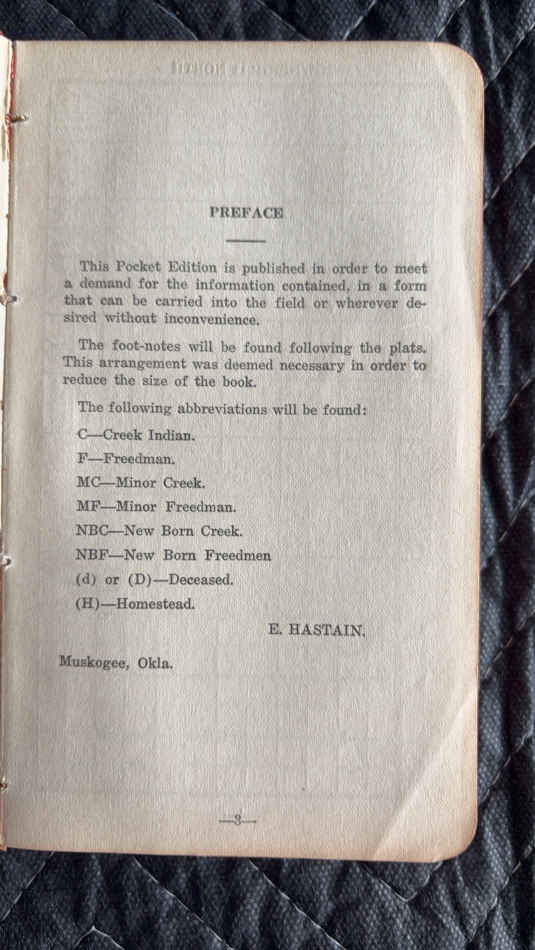 PREFACE
This Pocket Edition is published in order to meet
a demand for the information contained, in a form
that can be carried into the field or wherever de-
sired without inconvenience.
The foot-notes will be found following the plats.
This arrangement was deemed necessary in order to
reduce the size of the book.
The following abbreviations will be found:
C—Creek Indian.
F—Freedman.
MC—Minor Creek.
MF—Minor Freedman.
NBC—New Born Creek.
NBF—New Born Freedmen
(d) or (D)—Deceased.
(H)—Homestead.
E. HASTAIN.
Muskogee, Okla.
—3—